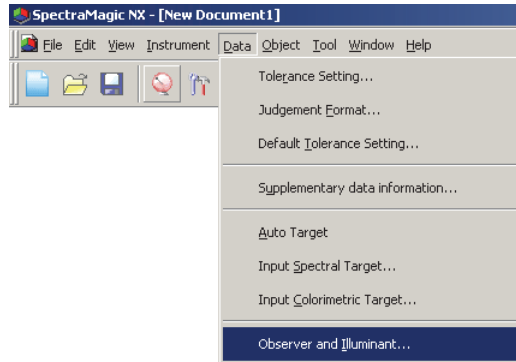 SpectraMagic NX - [New Document1]
File Edit View Instrument Data Object Tool Window Help
Tolerance Setting...
Judgement Format...
Default Tolerance Setting...
Supplementary data information...
Auto Target
Input Spectral Target...
Input Colorimetric Target...
Observer and Illuminant...